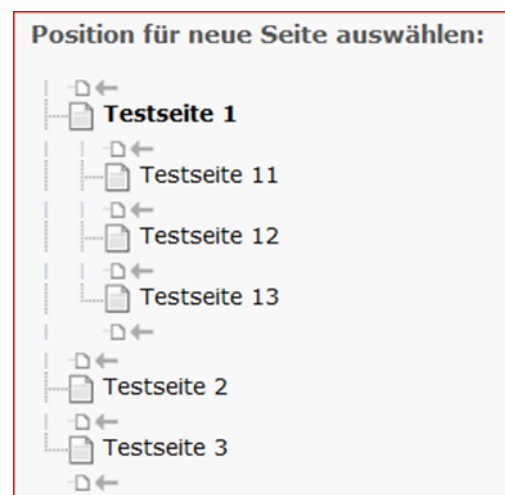 Position für neue Seite auswählen:
Testseite 1
Testseite 11
Testseite 12
Testseite 13
Testseite 2
Testseite 3